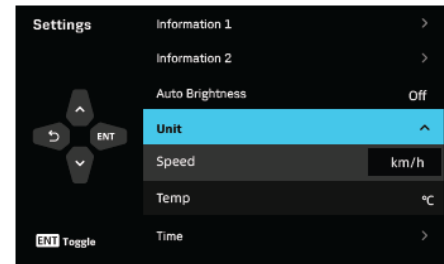 Settings
Information 1
Information 2
Auto Brightness Off
ENT
Unit
Speed km/h
Temp °C
ENT Toggle
Time